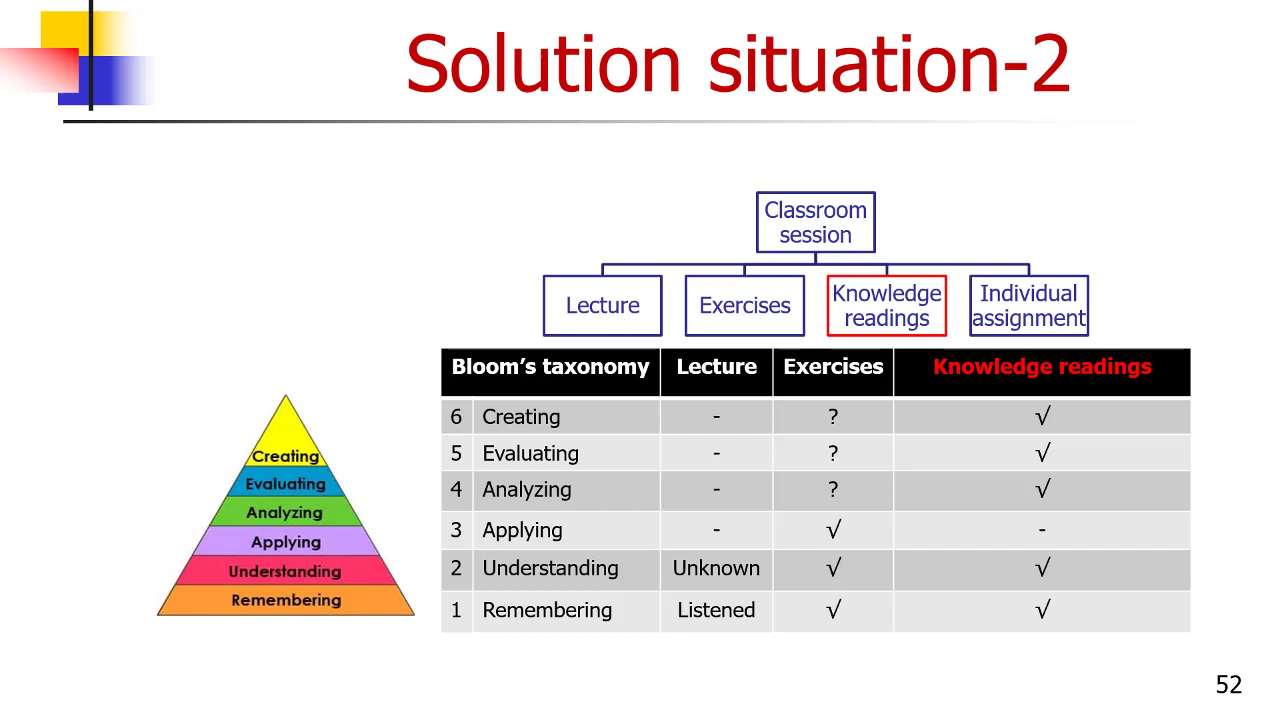 Solution situation-2
Classroom
session
Lecture
Exercises
Knowledge
readings
Individual
assignment
Bloom's taxonomy Lecture Exercises Knowledge readings
6 Creating - ? √
5 Evaluating - ? √
4 Analyzing - ? √
3 Applying - √ -
2 Understanding Unknown √ √
1 Remembering Listened √ √
Creating
Evaluating
Analyzing
Applying
Understanding
Remembering
52